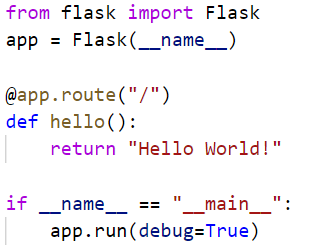 from flask import Flask
app = Flask(__name__)

@app.route("/")
def hello():
    return "Hello World!"

if __name__ == "__main__":
    app.run(debug=True)